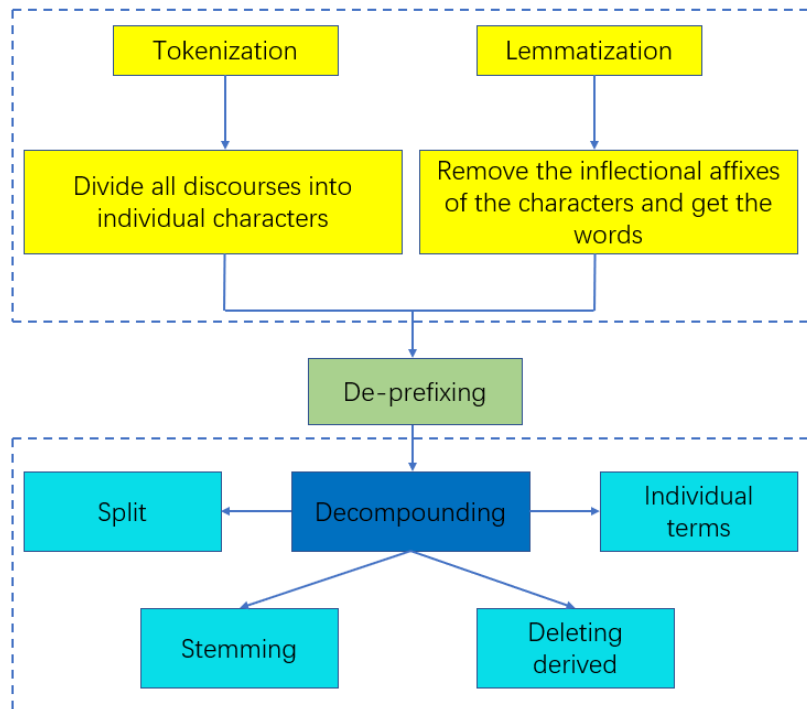 Tokenization
Lemmatization
Divide all discourses into
individual characters
Remove the inflectional affixes
of the characters and get the
words
De-prefixing
Split
Decompounding
Individual
terms
Stemming
Deleting
derived